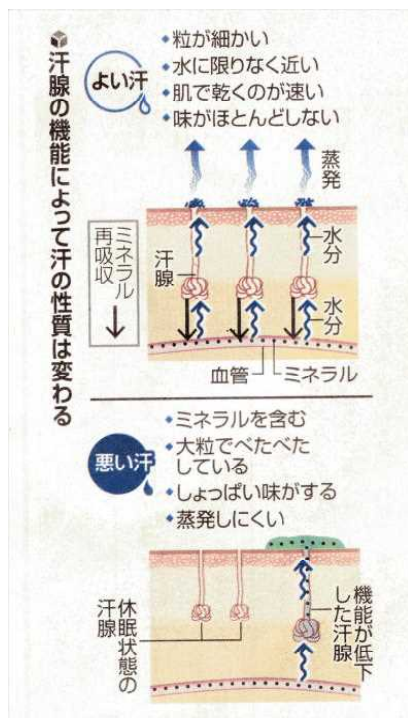 汗腺の機能によって汗の性質は変わる
よい汗
・粒が細かい
・水に限りなく近い
・肌で乾くのが速い
・味がほとんどしない
蒸発
水分
汗腺
ミネラル
再吸収
水分
血管
ミネラル
悪い汗
・ミネラルを含む
・大粒でべたべた
している
・しょっぱい味がする
・蒸発しにくい
休眠状態の
汗腺
機能が低下
した汗腺